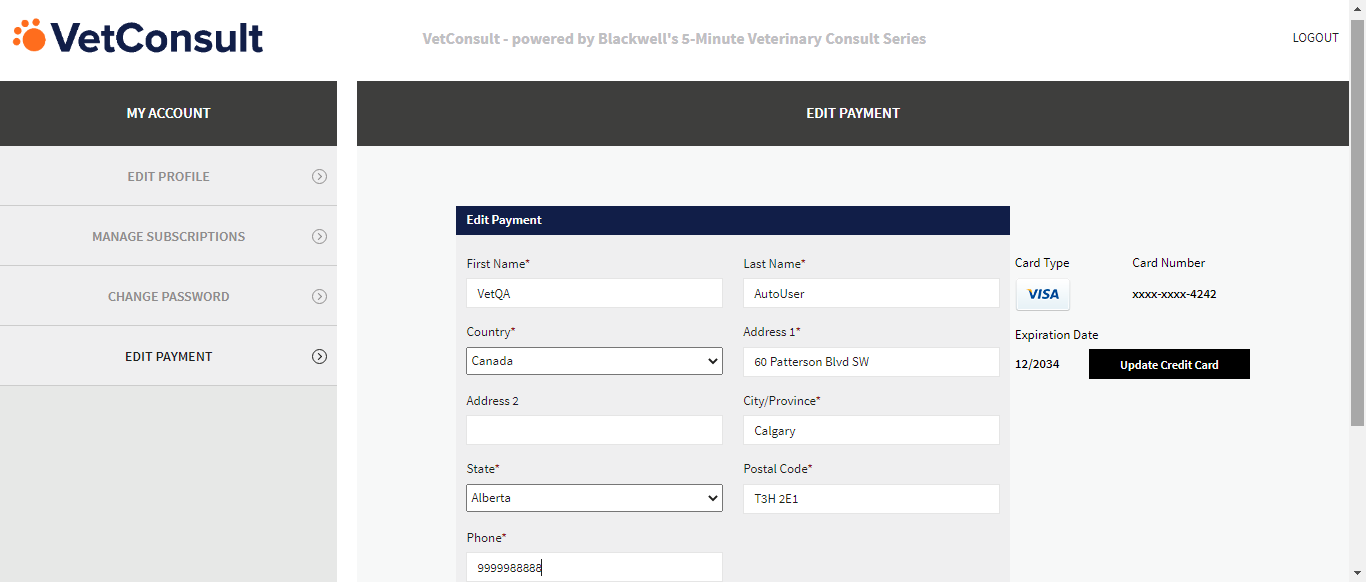 VetConsult
VetConsult - powered by Blackwell's 5-Minute Veterinary Consult Series
LOGOUT
MY ACCOUNT
EDIT PROFILE
MANAGE SUBSCRIPTIONS
CHANGE PASSWORD
EDIT PAYMENT
EDIT PAYMENT
Edit Payment
First Name*
Last Name*
VetQA
AutoUser
Country*
Address 1*
Canada
60 Patterson Blvd SW
Address 2
City/Province*
Calgary
State*
Postal Code*
Alberta
T3H 2E1
Phone*
9999988888
Card Type
Card Number
VISA
xxxx-xxxx-4242
Expiration Date
12/2034
Update Credit Card